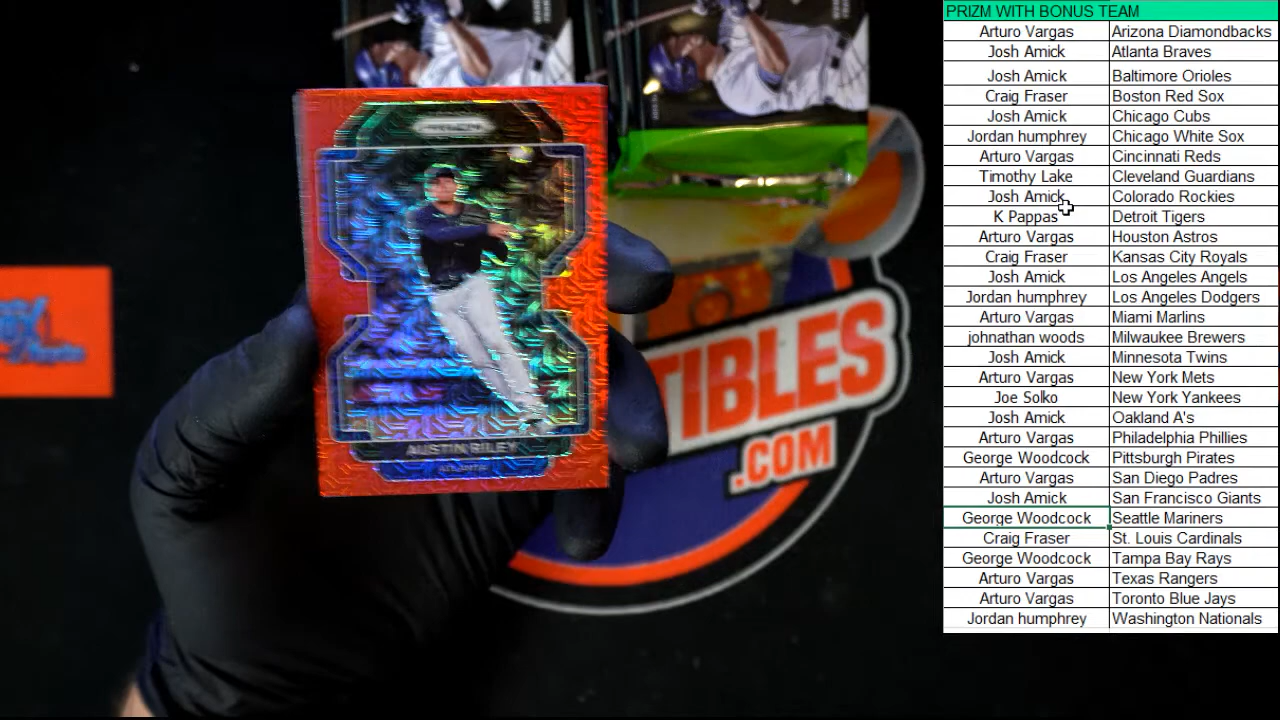 PRIZM WITH BONUS TEAM
Arturo Vargas Arizona Diamondbacks
Josh Amick Atlanta Braves
Josh Amick Baltimore Orioles
Craig Fraser Boston Red Sox
Josh Amick Chicago Cubs
Jordan humphrey Chicago White Sox
Arturo Vargas Cincinnati Reds
Timothy Lake Cleveland Guardians
Josh Amick Colorado Rockies
K Pappas Detroit Tigers
Arturo Vargas Houston Astros
Craig Fraser Kansas City Royals
Josh Amick Los Angeles Angels
Jordan humphrey Los Angeles Dodgers
Arturo Vargas Miami Marlins
johnathan woods Milwaukee Brewers
Josh Amick Minnesota Twins
Arturo Vargas New York Mets
Joe Solko New York Yankees
Josh Amick Oakland A's
Arturo Vargas Philadelphia Phillies
George Woodcock Pittsburgh Pirates
Arturo Vargas San Diego Padres
Josh Amick San Francisco Giants
George Woodcock Seattle Mariners
Craig Fraser St. Louis Cardinals
George Woodcock Tampa Bay Rays
Arturo Vargas Texas Rangers
Arturo Vargas Toronto Blue Jays
Jordan humphrey Washington Nationals
PRIZM
AUSTIN RILEY
ATLANTA
TIBLES
.COM